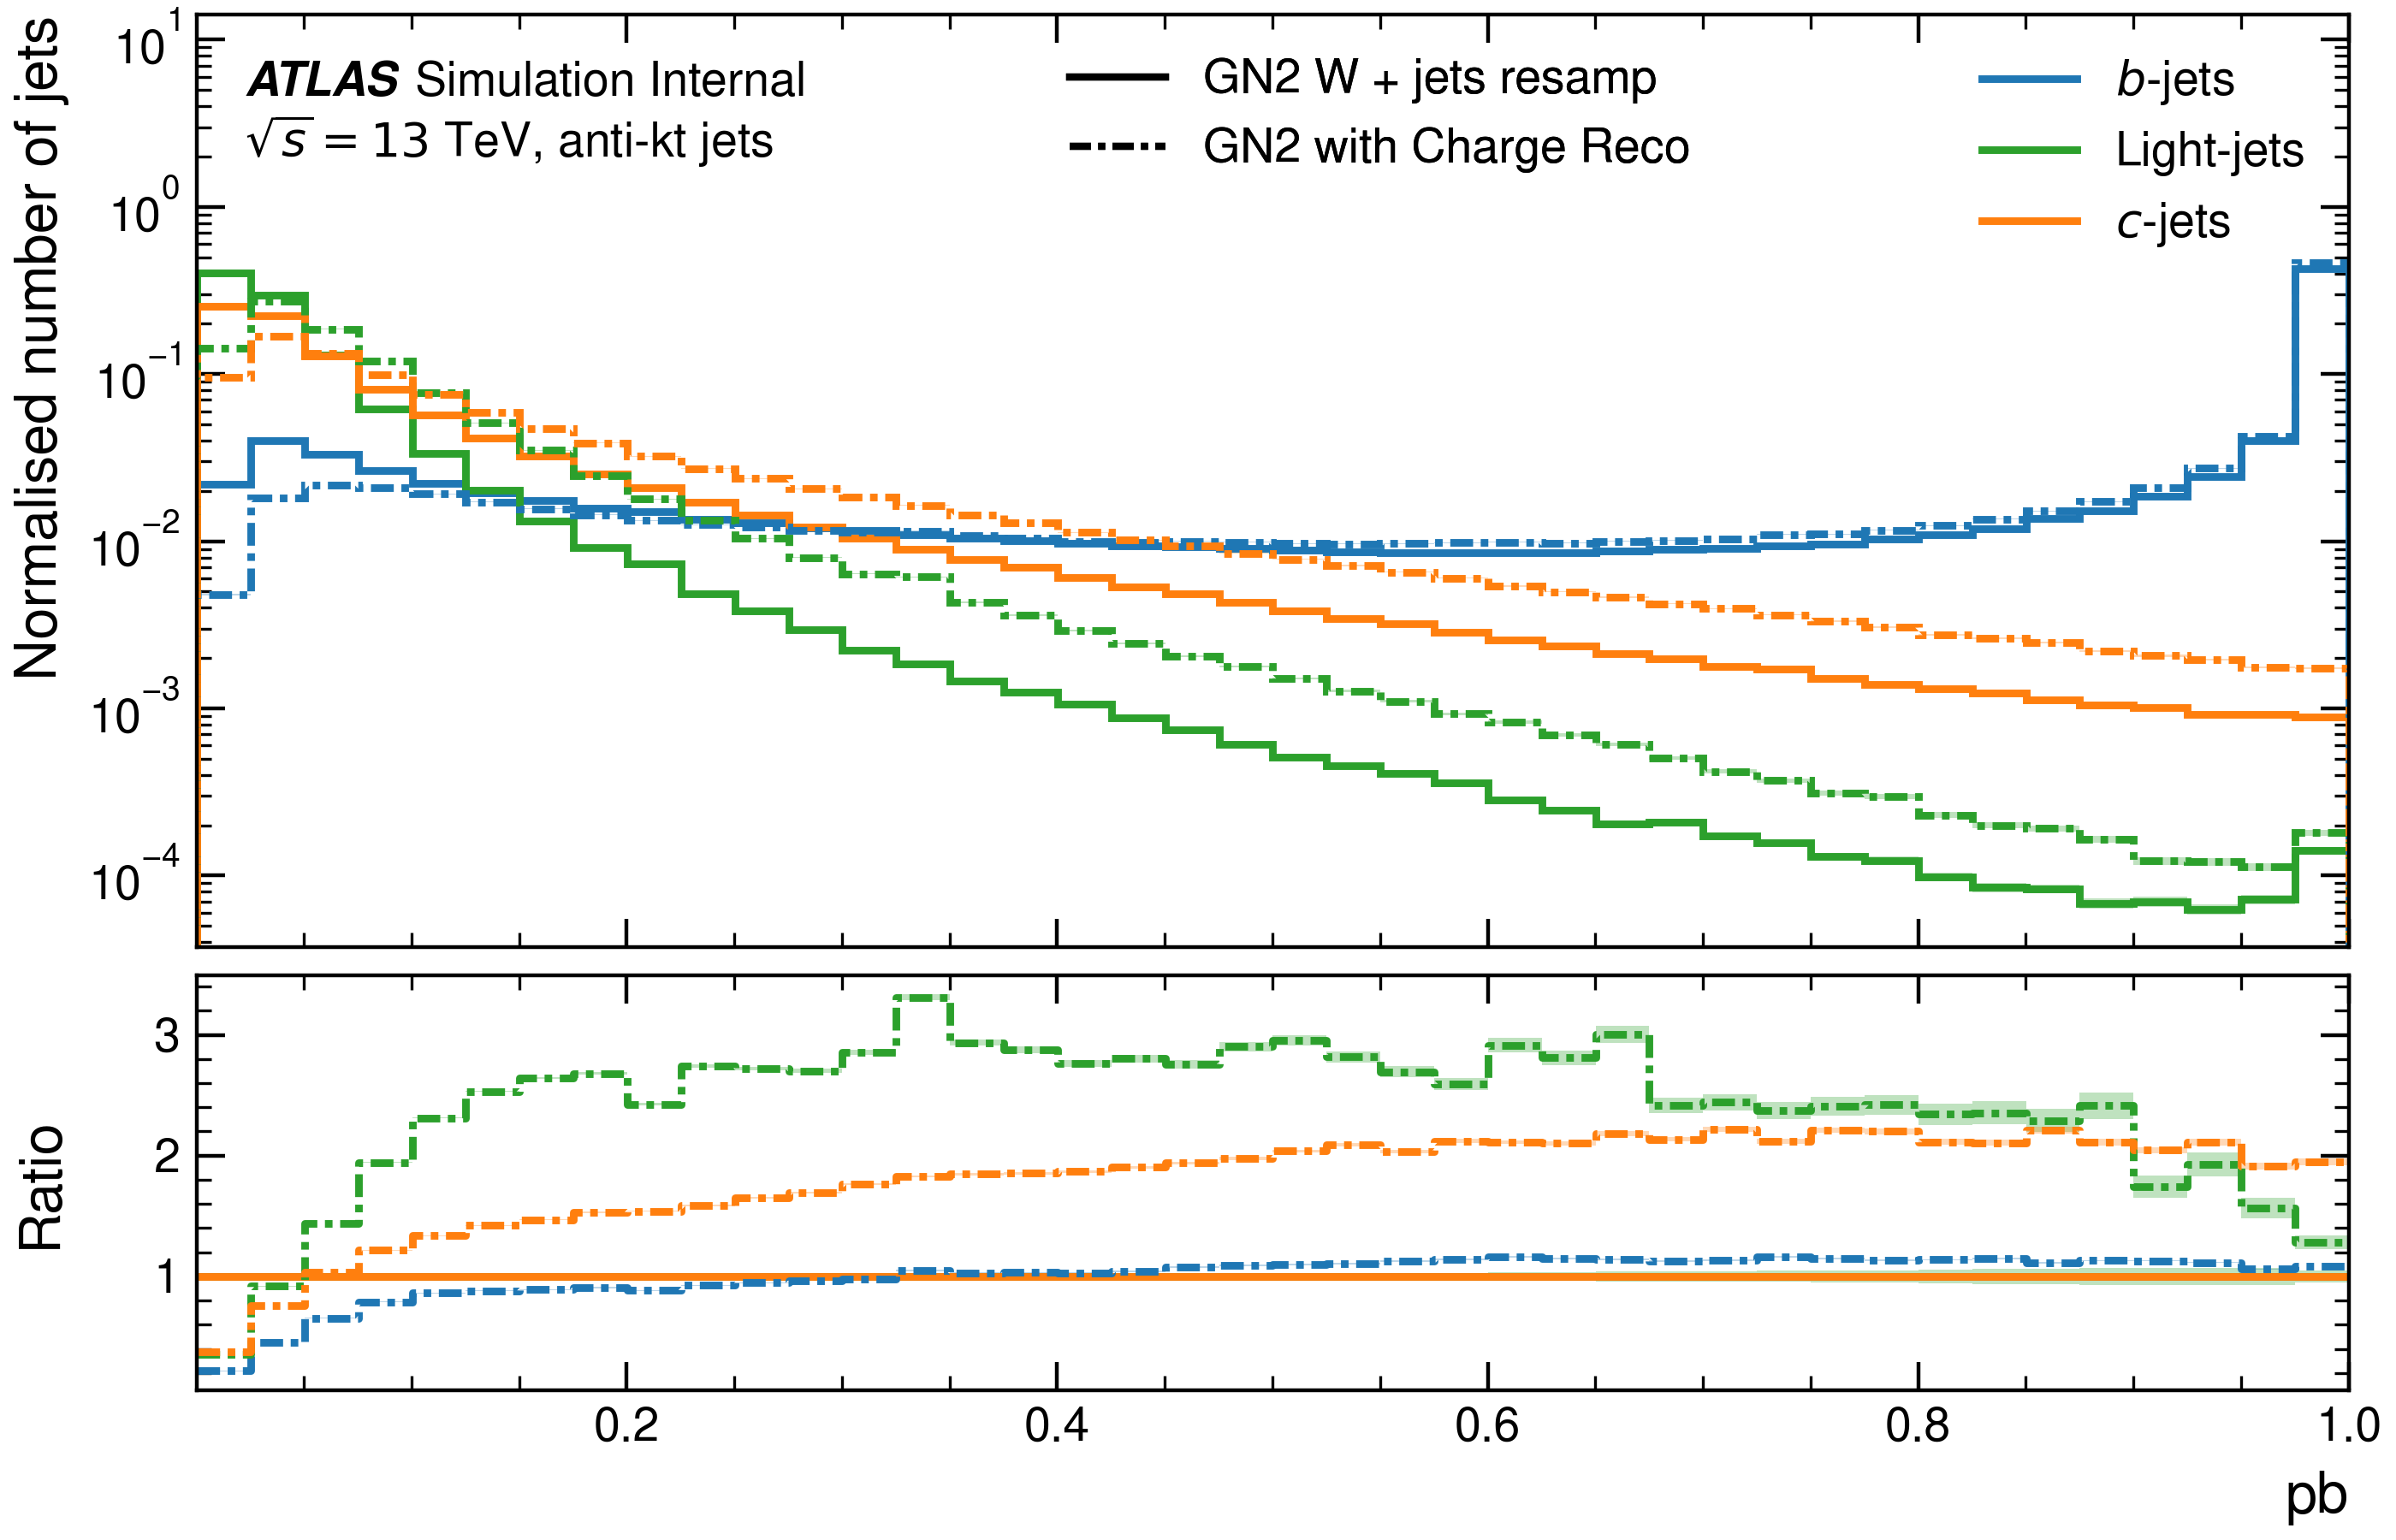 Normalised number of jets
10^1
10^0
10^−1
10^−2
10^−3
10^−4
ATLAS Simulation Internal
√s = 13 TeV, anti-kt jets
GN2 W + jets resamp
GN2 with Charge Reco
b-jets
Light-jets
c-jets
Ratio
3
2
1
0.2 0.4 0.6 0.8 1.0
pb